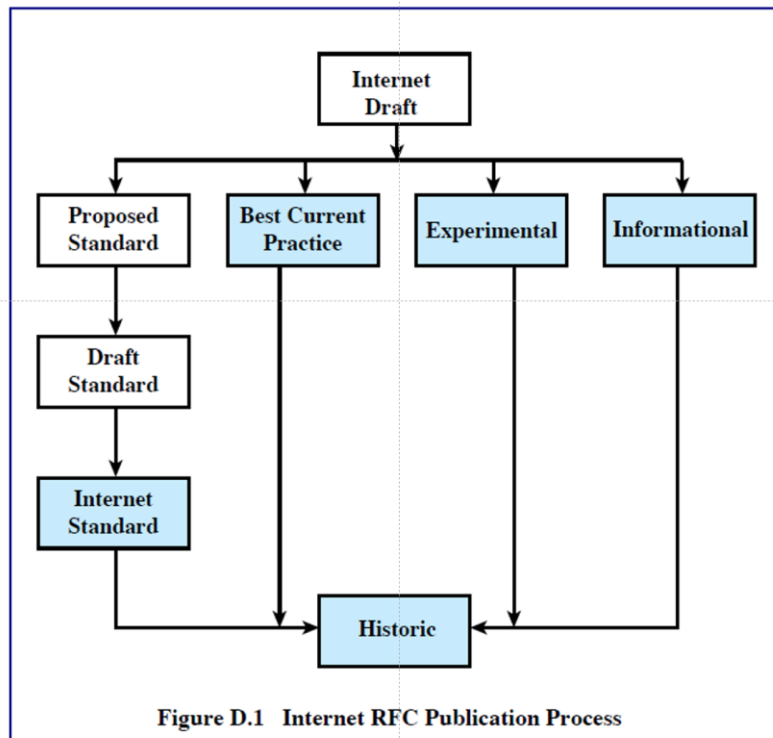 Internet
Draft
Proposed
Standard
Best Current
Practice
Experimental
Informational
Draft
Standard
Internet
Standard
Historic
Figure D.1 Internet RFC Publication Process